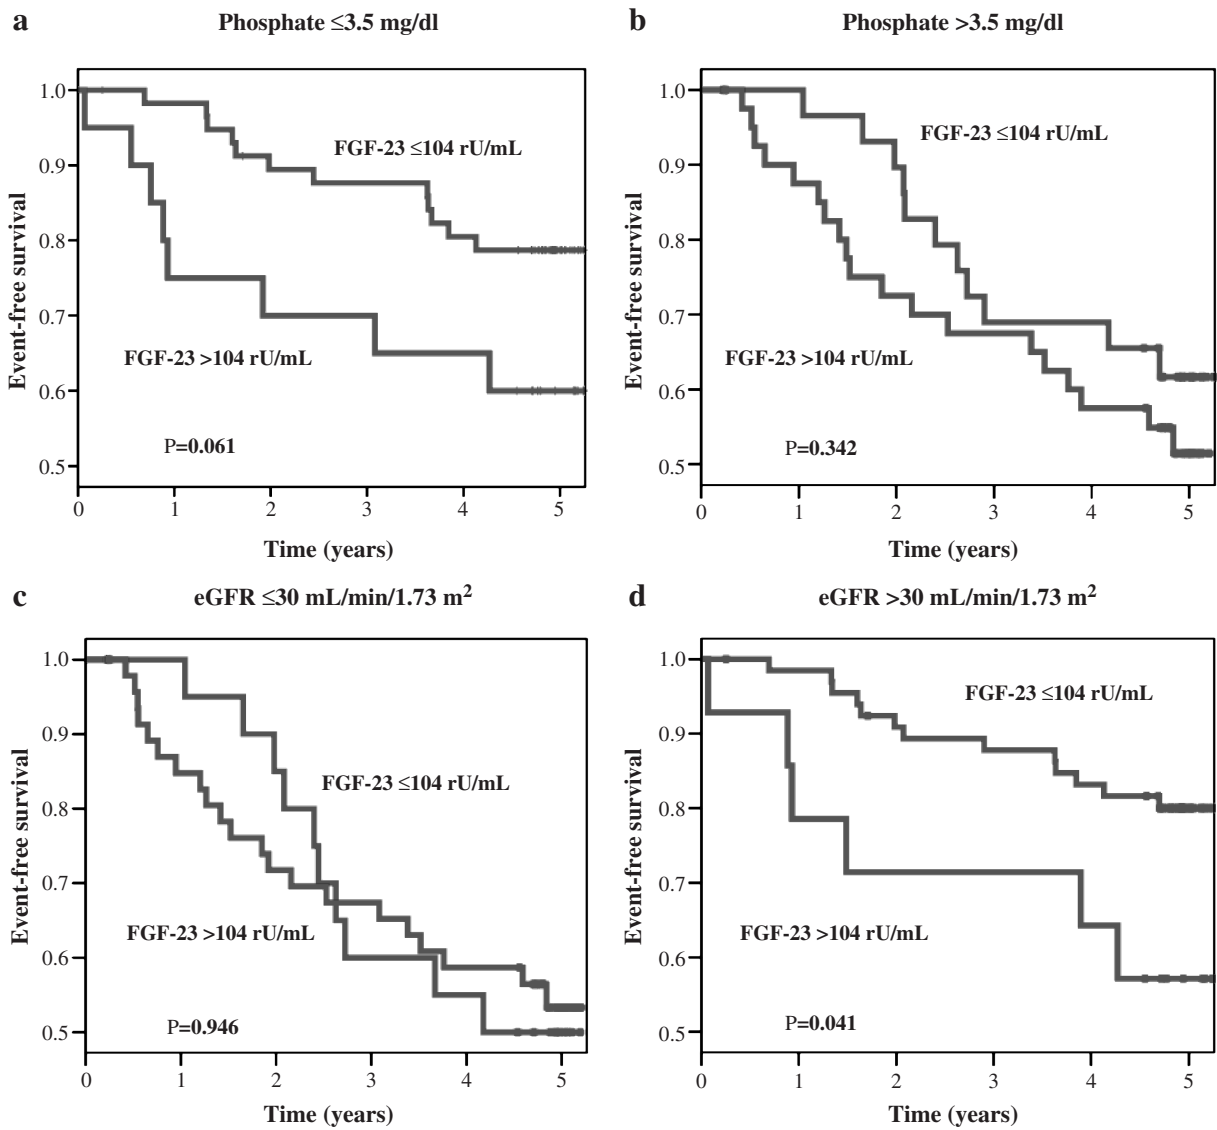 a
Phosphate ≤3.5 mg/dl
Event-free survival
1.0
0.9
0.8
0.7
0.6
0.5
FGF-23 ≤104 rU/mL
FGF-23 >104 rU/mL
P=0.061
0 1 2 3 4 5
Time (years)
b
Phosphate >3.5 mg/dl
Event-free survival
1.0
0.9
0.8
0.7
0.6
0.5
FGF-23 ≤104 rU/mL
FGF-23 >104 rU/mL
P=0.342
0 1 2 3 4 5
Time (years)
c
eGFR ≤30 mL/min/1.73 m²
Event-free survival
1.0
0.9
0.8
0.7
0.6
0.5
FGF-23 ≤104 rU/mL
FGF-23 >104 rU/mL
P=0.946
0 1 2 3 4 5
Time (years)
d
eGFR >30 mL/min/1.73 m²
Event-free survival
1.0
0.9
0.8
0.7
0.6
0.5
FGF-23 ≤104 rU/mL
FGF-23 >104 rU/mL
P=0.041
0 1 2 3 4 5
Time (years)